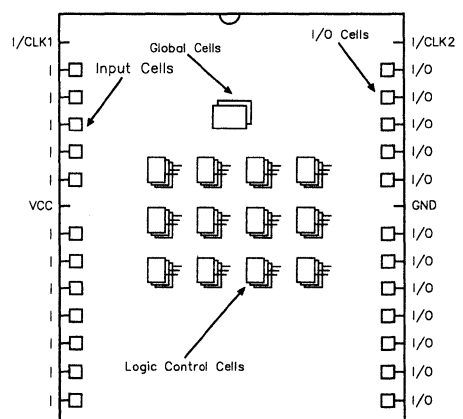 I/CLK1
Global Cells
I/O Cells
I/CLK2
I
Input Cells
I/O
I
I/O
I
I/O
I
I/O
I
I/O
VCC
GND
I
I/O
I
I/O
I
I/O
I
I/O
I
I/O
Logic Control Cells
I
I/O
I
I/O